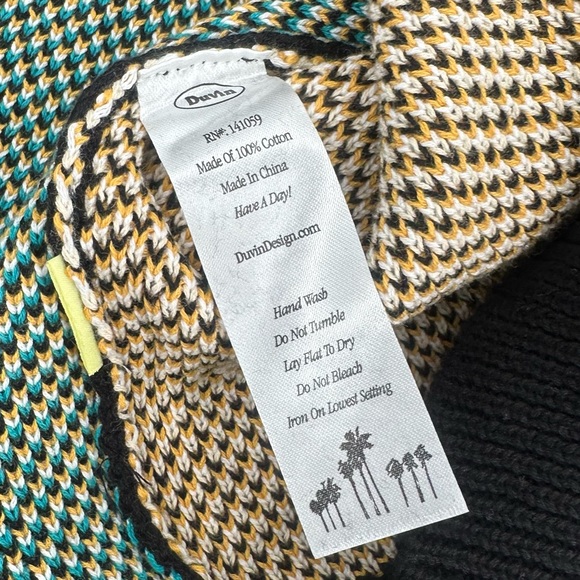 Duvin
RN#: 141059
Made Of 100% Cotton
Made In China
Have A Day!
DuvinDesign.com
Hand Wash
Do Not Tumble
Lay Flat To Dry
Do Not Bleach
Iron On Lowest Setting